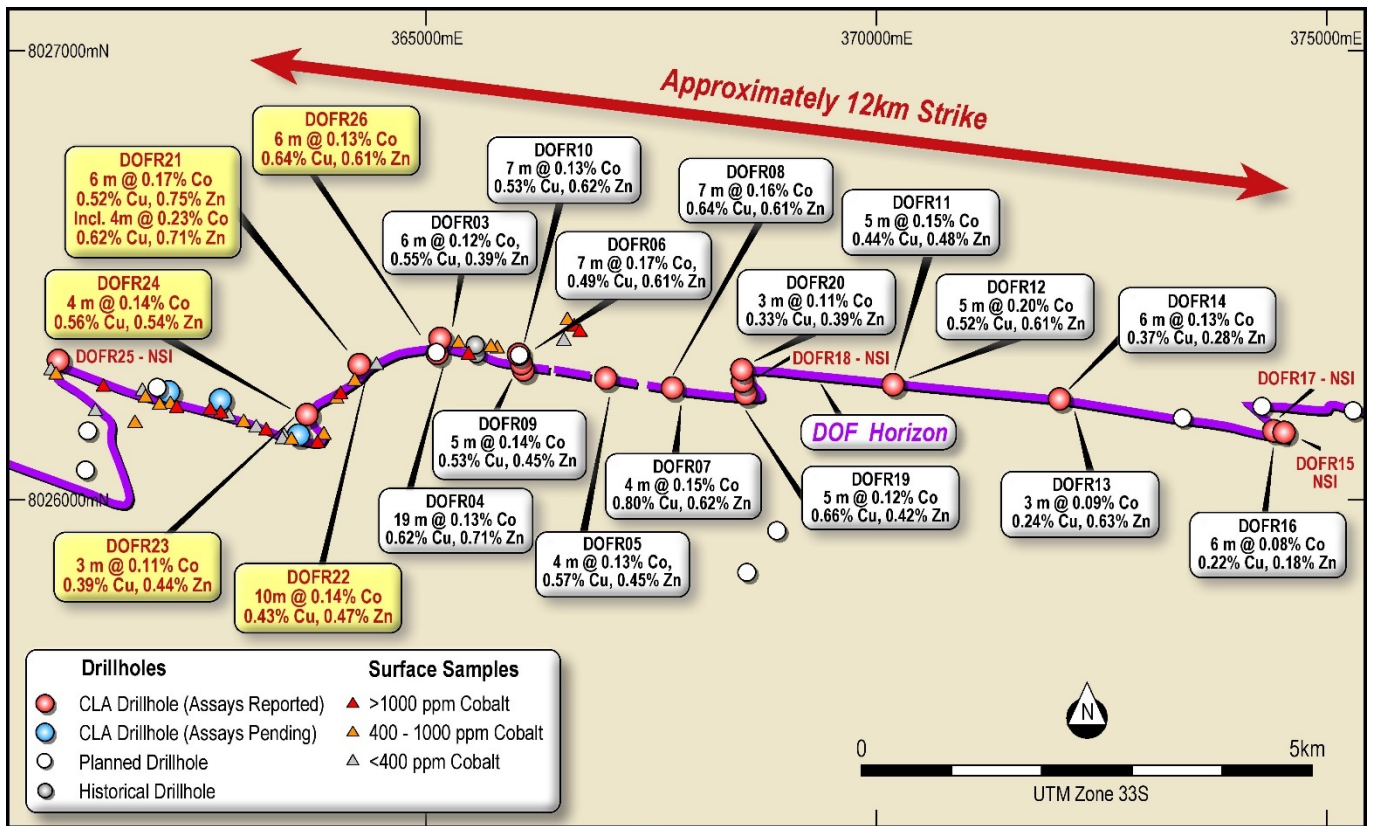 365000mE
370000mE
375000mE
8027000mN
Approximately 12km Strike
DOFR26
6 m @ 0.13% Co
0.64% Cu, 0.61% Zn
DOFR10
7 m @ 0.13% Co
0.53% Cu, 0.62% Zn
DOFR21
6 m @ 0.17% Co
0.52% Cu, 0.75% Zn
Incl. 4m @ 0.23% Co
0.62% Cu, 0.71% Zn
DOFR08
7 m @ 0.16% Co
0.64% Cu, 0.61% Zn
DOFR11
5 m @ 0.15% Co
0.44% Cu, 0.48% Zn
DOFR03
6 m @ 0.12% Co,
0.55% Cu, 0.39% Zn
DOFR06
7 m @ 0.17% Co,
0.49% Cu, 0.61% Zn
DOFR24
4 m @ 0.14% Co
0.56% Cu, 0.54% Zn
DOFR20
3 m @ 0.11% Co
0.33% Cu, 0.39% Zn
DOFR12
5 m @ 0.20% Co
0.52% Cu, 0.61% Zn
DOFR14
6 m @ 0.13% Co
0.37% Cu, 0.28% Zn
DOFR25 - NSI
DOFR18 - NSI
DOFR17 - NSI
DOF Horizon
DOFR09
5 m @ 0.14% Co
0.53% Cu, 0.45% Zn
DOFR07
4 m @ 0.15% Co
0.80% Cu, 0.62% Zn
DOFR19
5 m @ 0.12% Co
0.66% Cu, 0.42% Zn
DOFR13
3 m @ 0.09% Co
0.24% Cu, 0.63% Zn
DOFR15
NSI
8026000mN
DOFR04
19 m @ 0.13% Co
0.62% Cu, 0.71% Zn
DOFR16
6 m @ 0.08% Co
0.22% Cu, 0.18% Zn
DOFR23
3 m @ 0.11% Co
0.39% Cu, 0.44% Zn
DOFR05
4 m @ 0.13% Co,
0.57% Cu, 0.45% Zn
DOFR22
10m @ 0.14% Co
0.43% Cu, 0.47% Zn
Drillholes
CLA Drillhole (Assays Reported)
CLA Drillhole (Assays Pending)
Planned Drillhole
Historical Drillhole
Surface Samples
>1000 ppm Cobalt
400 - 1000 ppm Cobalt
<400 ppm Cobalt
N
0
5km
UTM Zone 33S